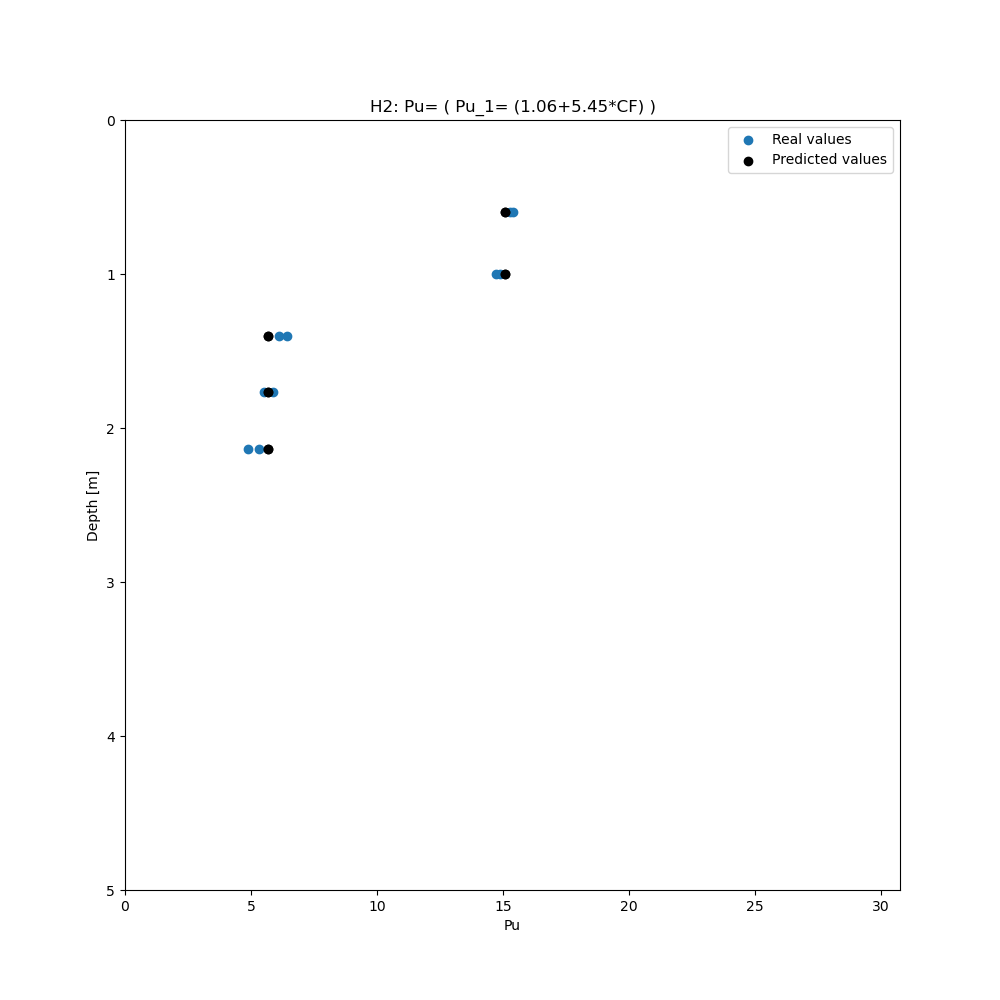 H2: Pu= ( Pu_1= (1.06+5.45*CF) )
Real values
Predicted values
0
1
2
3
4
5
Depth [m]
0
5
10
15
20
25
30
Pu